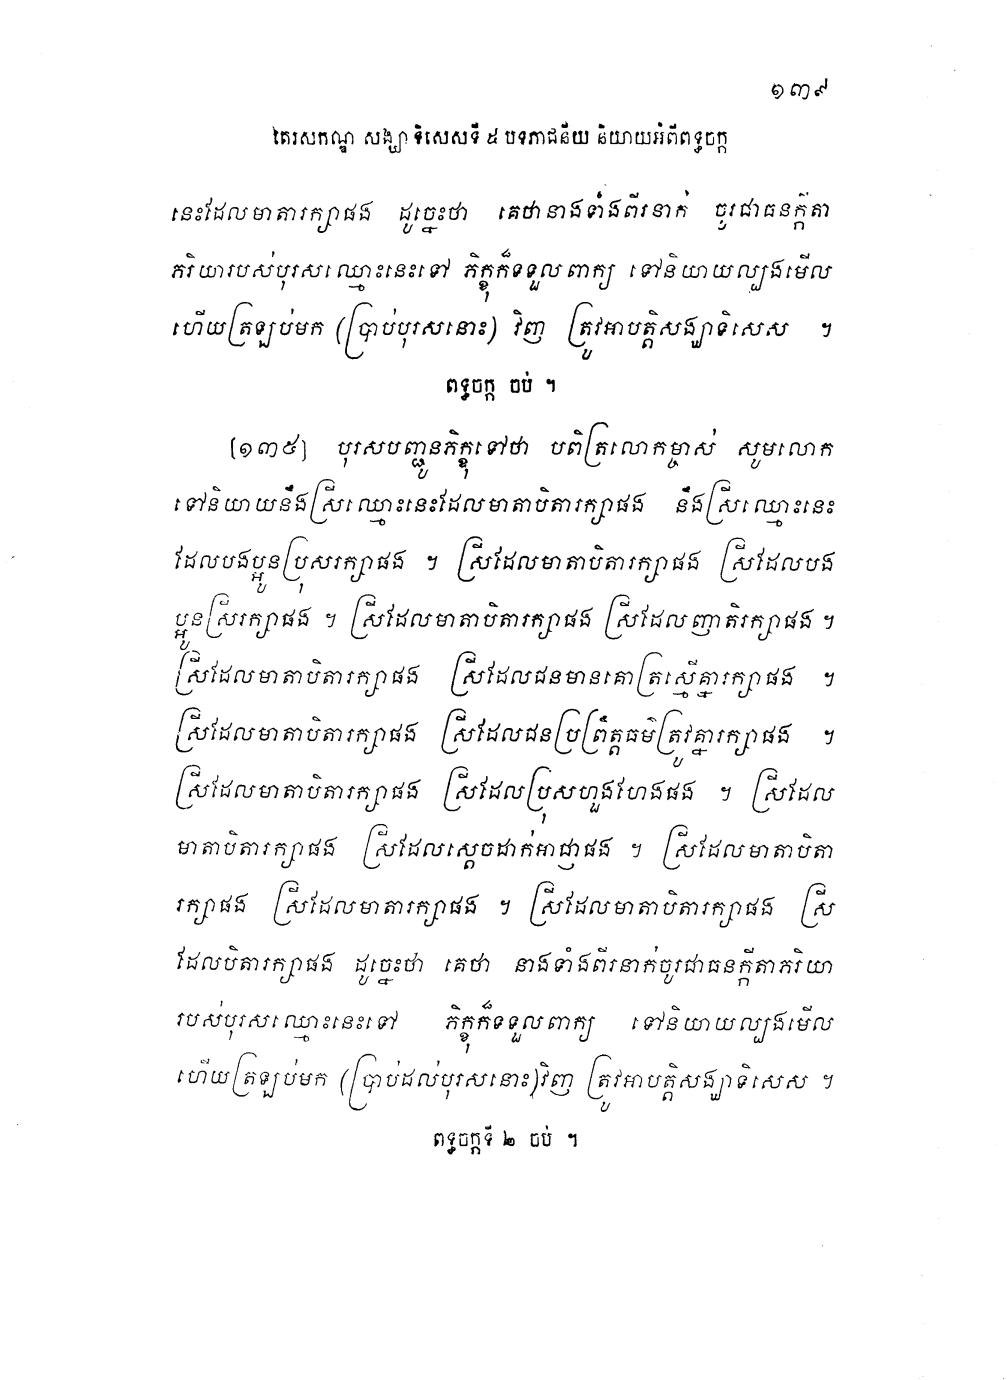 ១៣៩
តេរសកណ្ឌ សង្ឃាទិសេសទី ៥ បទភាជន័យ និយាយអំពីពទ្ធចក្ក
នេះដែលមាតារក្សាផង ដូច្នេះថា គេថានាងទាំងពីរនាក់ ចូរជាធនក្កីតា
ភរិយារបស់បុរសឈ្មោះនេះទៅ ភិក្ខុក៏ទទួលពាក្យ ទៅនិយាយល្បងមើល
ហើយត្រឡប់មក (ប្រាប់បុរសនោះ) វិញ ត្រូវអាបត្តិសង្ឃាទិសេស ។
ពទ្ធចក្ក ចប់ ។
[១៣៥] បុរសបញ្ជូនភិក្ខុទៅថា បពិត្រលោកម្ចាស់ សូមលោក
ទៅនិយាយនឹងស្រីឈ្មោះនេះដែលមាតាបិតារក្សាផង នឹងស្រីឈ្មោះនេះ
ដែលបងប្អូនប្រុសរក្សាផង ។ ស្រីដែលមាតាបិតារក្សាផង ស្រីដែលបង
ប្អូនស្រីរក្សាផង ។ ស្រីដែលមាតាបិតារក្សាផង ស្រីដែលញាតិរក្សាផង ។
ស្រីដែលមាតាបិតារក្សាផង ស្រីដែលជនមានគោត្រស្មើគ្នារក្សាផង ។
ស្រីដែលមាតាបិតារក្សាផង ស្រីដែលជនប្រព្រឹត្តធម៌ត្រូវគ្នារក្សាផង ។
ស្រីដែលមាតាបិតារក្សាផង ស្រីដែលប្រុសហួងហែងផង ។ ស្រីដែល
មាតាបិតារក្សាផង ស្រីដែលស្តេចដាក់អាជ្ញាផង ។ ស្រីដែលមាតាបិតា
រក្សាផង ស្រីដែលមាតារក្សាផង ។ ស្រីដែលមាតាបិតារក្សាផង ស្រី
ដែលបិតារក្សាផង ដូច្នេះថា គេថា នាងទាំងពីរនាក់ចូរជាធនក្កីតាភរិយា
របស់បុរសឈ្មោះនេះទៅ ភិក្ខុក៏ទទួលពាក្យ ទៅនិយាយល្បងមើល
ហើយត្រឡប់មក (ប្រាប់ដល់បុរសនោះ)វិញ ត្រូវអាបត្តិសង្ឃាទិសេស ។
ពទ្ធចក្កទី ២ ចប់ ។